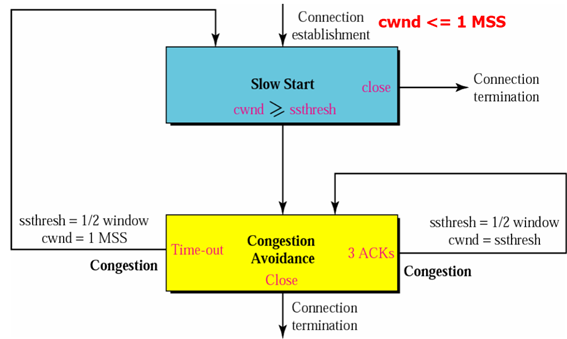 Connection
establishment
cwnd <= 1 MSS
Slow Start
close
cwnd ⩾ ssthresh
Connection
termination
ssthresh = 1/2 window
cwnd = 1 MSS
Congestion
Time-out
Congestion
Avoidance
3 ACKs
Close
ssthresh = 1/2 window
cwnd = ssthresh
Congestion
Connection
termination